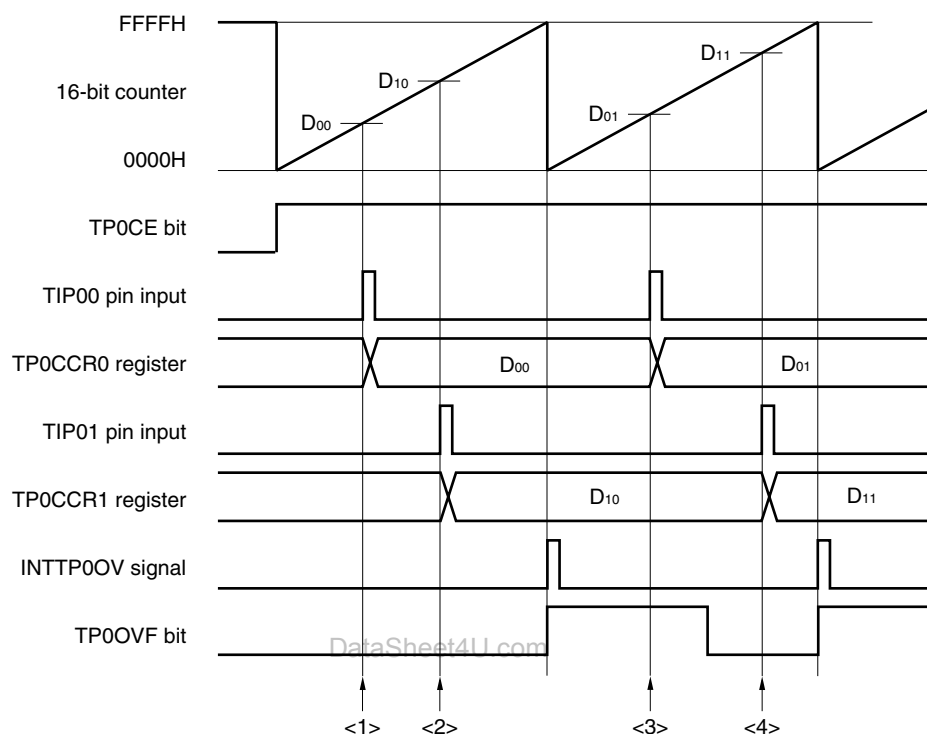 FFFFH
D11
D10
16-bit counter
D01
D00
0000H
TP0CE bit
TIP00 pin input
TP0CCR0 register
D00
D01
TIP01 pin input
TP0CCR1 register
D10
D11
INTTP0OV signal
TP0OVF bit
DataSheet4U.com
<1>
<2>
<3>
<4>